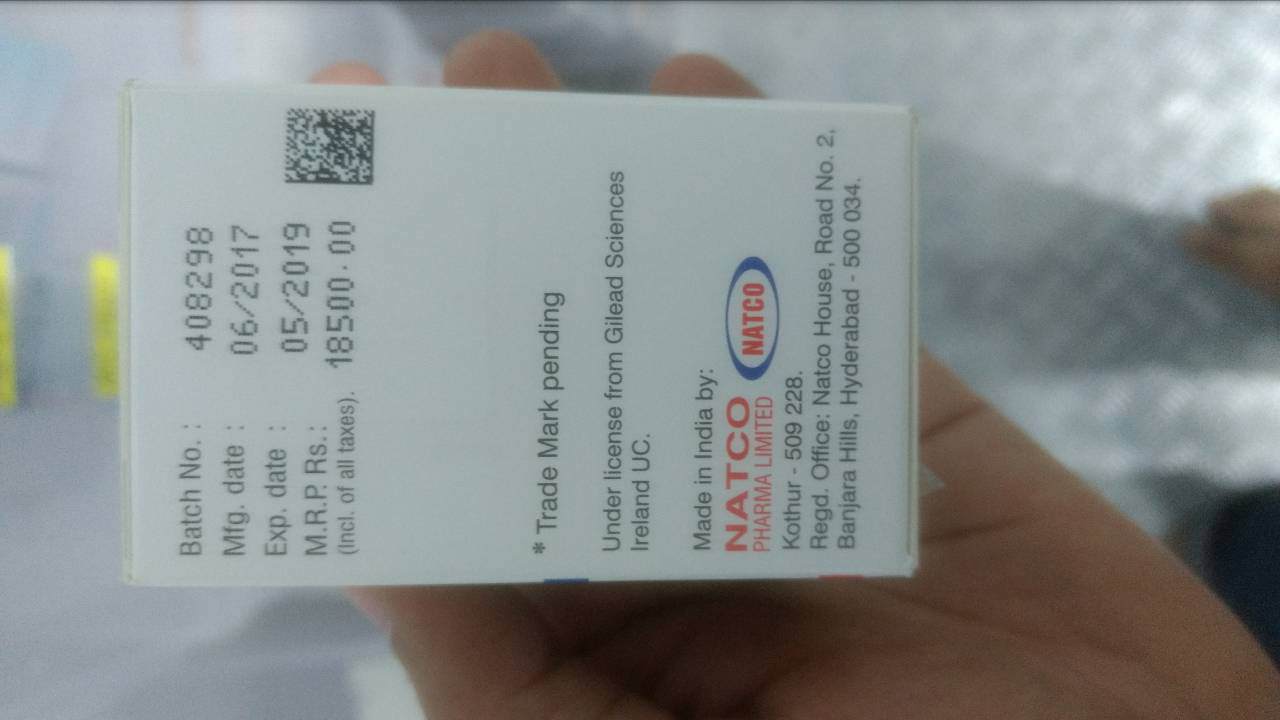 Batch No. : 408298
Mfg. date : 06/2017
Exp. date : 05/2019
M.R.P. Rs.: 18500.00
(Incl. of all taxes).
* Trade Mark pending
Under license from Gilead Sciences
Ireland UC.
Made in India by:
NATCO
PHARMA LIMITED
NATCO
Kothur - 509 228.
Regd. Office: Natco House, Road No. 2,
Banjara Hills, Hyderabad - 500 034.